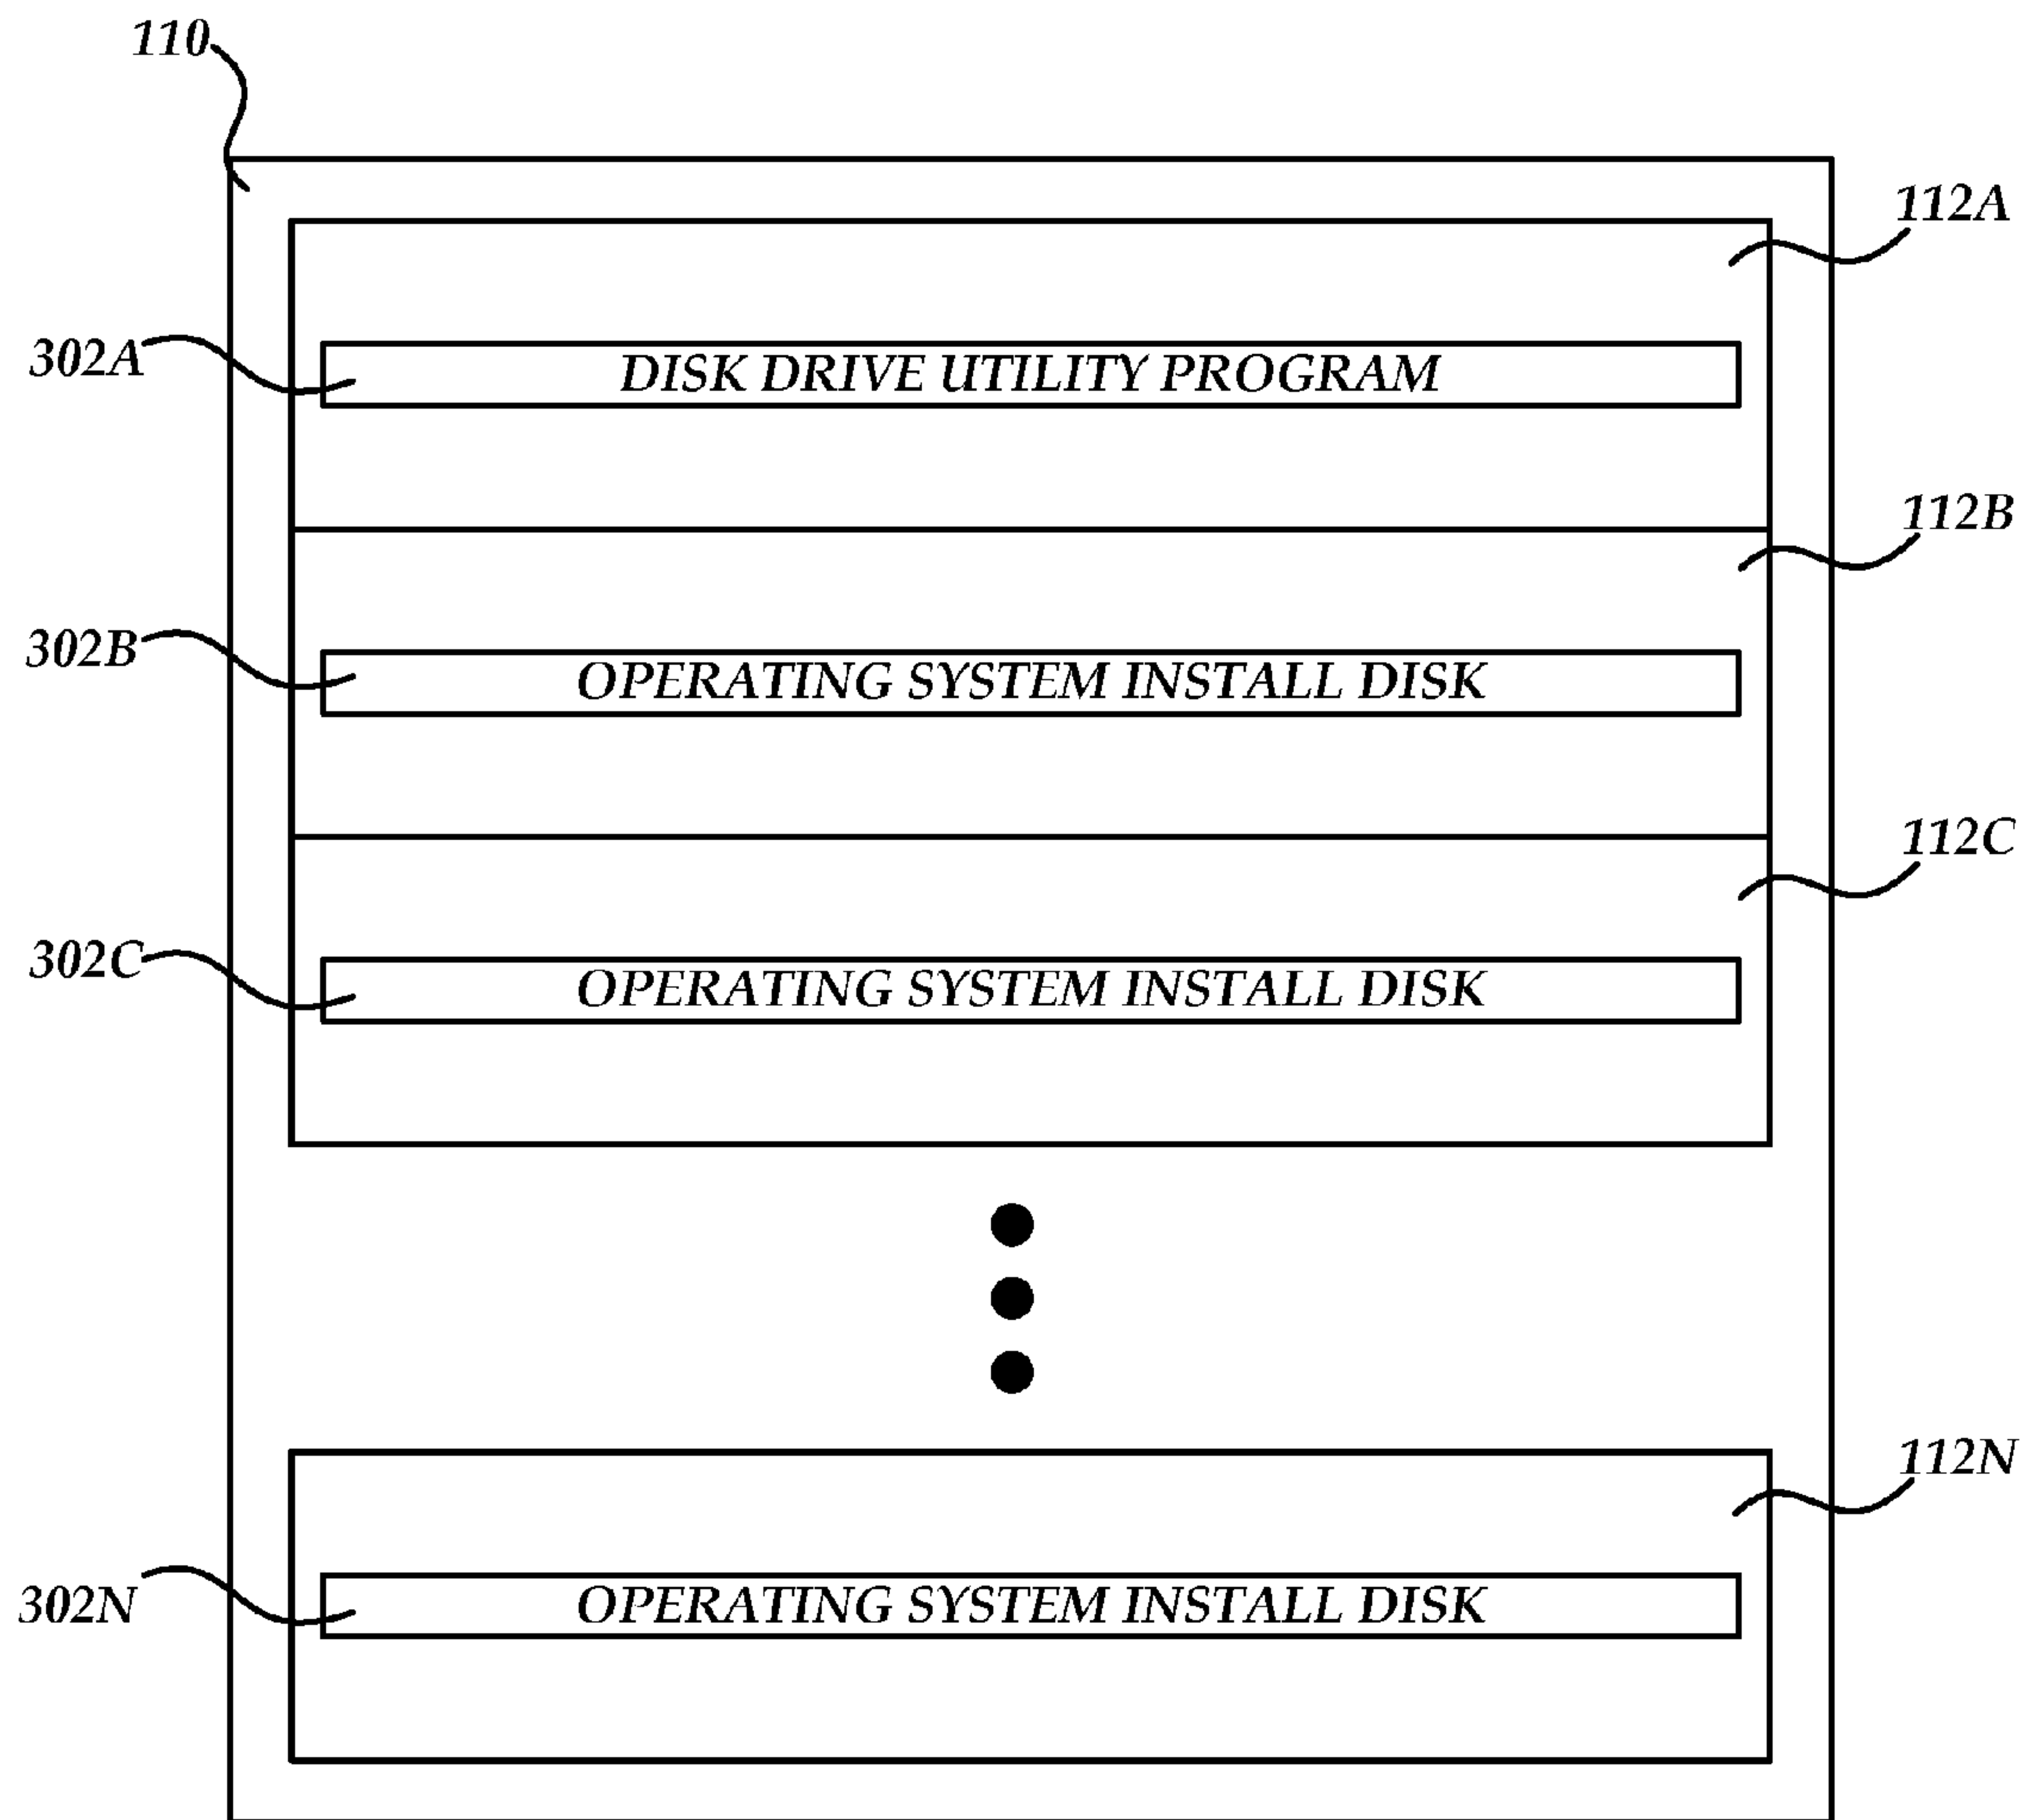 110
112A
302A
DISK DRIVE UTILITY PROGRAM
112B
302B
OPERATING SYSTEM INSTALL DISK
112C
302C
OPERATING SYSTEM INSTALL DISK
112N
302N
OPERATING SYSTEM INSTALL DISK